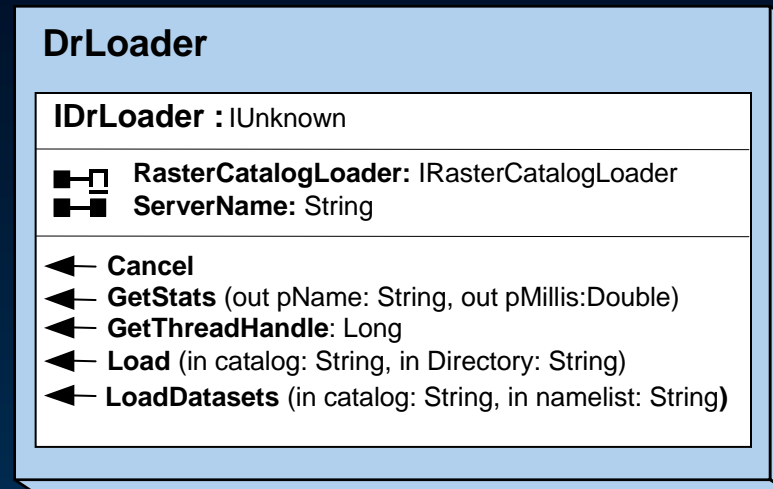 DrLoader
IDrLoader : IUnknown
RasterCatalogLoader: IRasterCatalogLoader
ServerName: String
Cancel
GetStats (out pName: String, out pMillis:Double)
GetThreadHandle: Long
Load (in catalog: String, in Directory: String)
LoadDatasets (in catalog: String, in namelist: String)